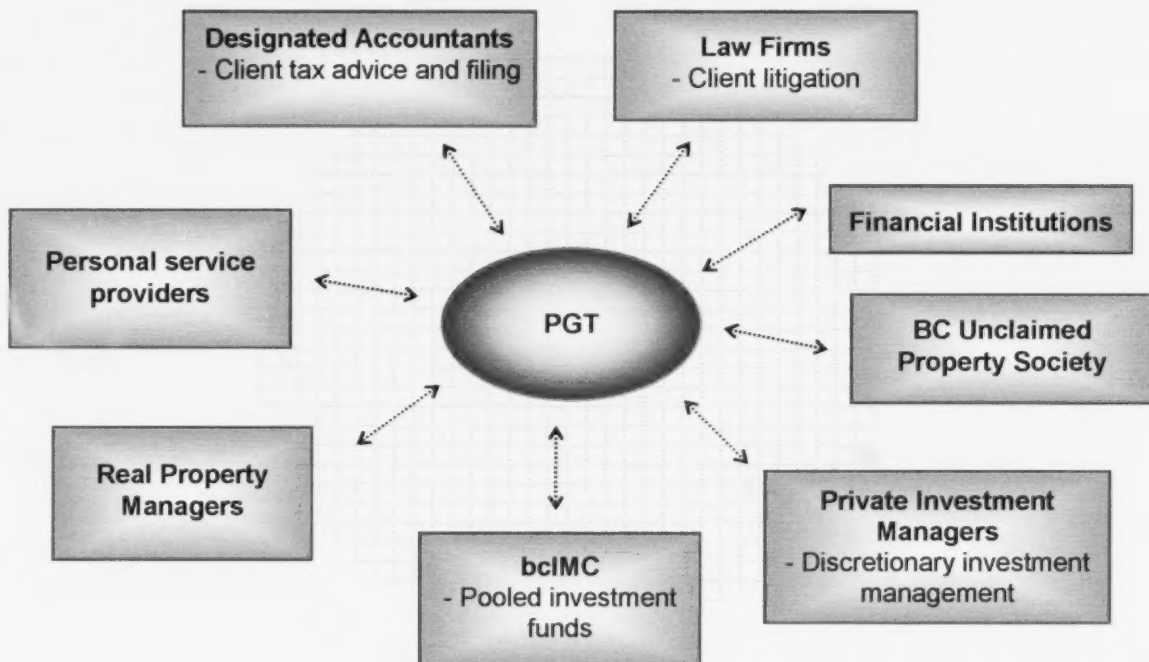 Designated Accountants
- Client tax advice and filing
Law Firms
- Client litigation
Financial Institutions
Personal service
providers
PGT
BC Unclaimed
Property Society
Real Property
Managers
bcIMC
- Pooled investment
funds
Private Investment
Managers
- Discretionary investment
management